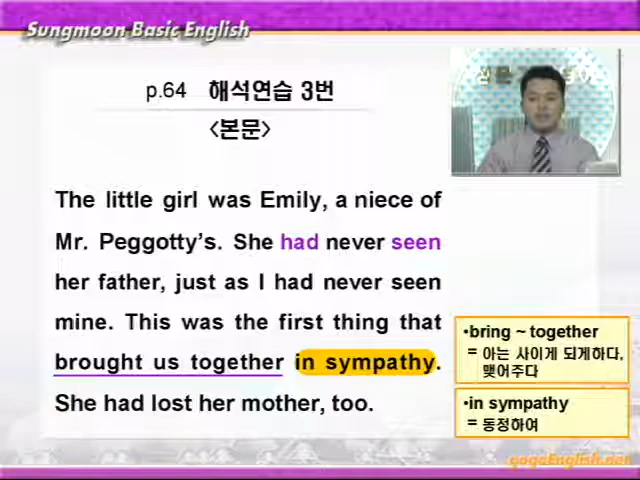 Sungmoon Basic English
p.64 해석연습 3번
<본문>
The little girl was Emily, a niece of
Mr. Peggotty's. She had never seen
her father, just as I had never seen
mine. This was the first thing that
brought us together in sympathy.
She had lost her mother, too.
•bring ~ together
= 아는 사이게 되게하다,
맺어주다
•in sympathy
= 동정하여
gogoEnglish.net